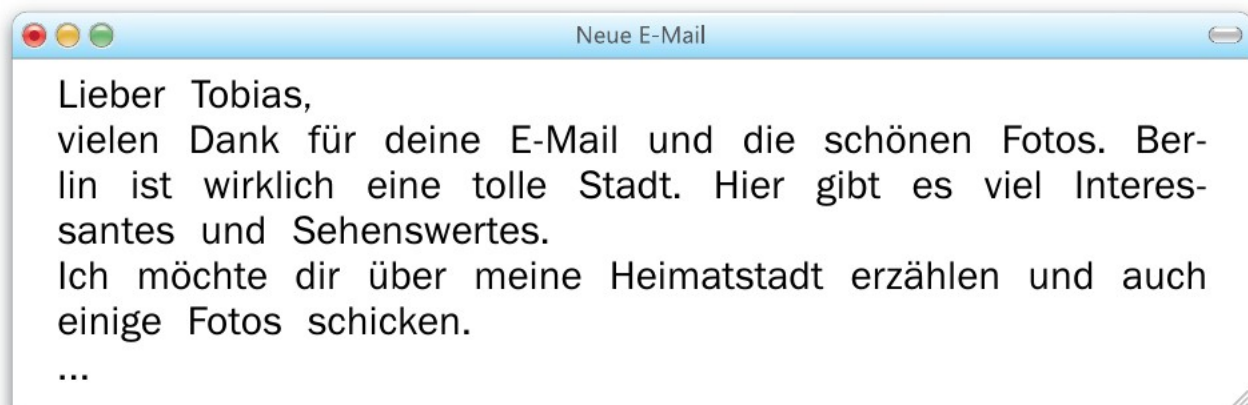 Neue E-Mail
Lieber Tobias,
vielen Dank für deine E-Mail und die schönen Fotos. Ber-
lin ist wirklich eine tolle Stadt. Hier gibt es viel Interes-
santes und Sehenswertes.
Ich möchte dir über meine Heimatstadt erzählen und auch
einige Fotos schicken.
...